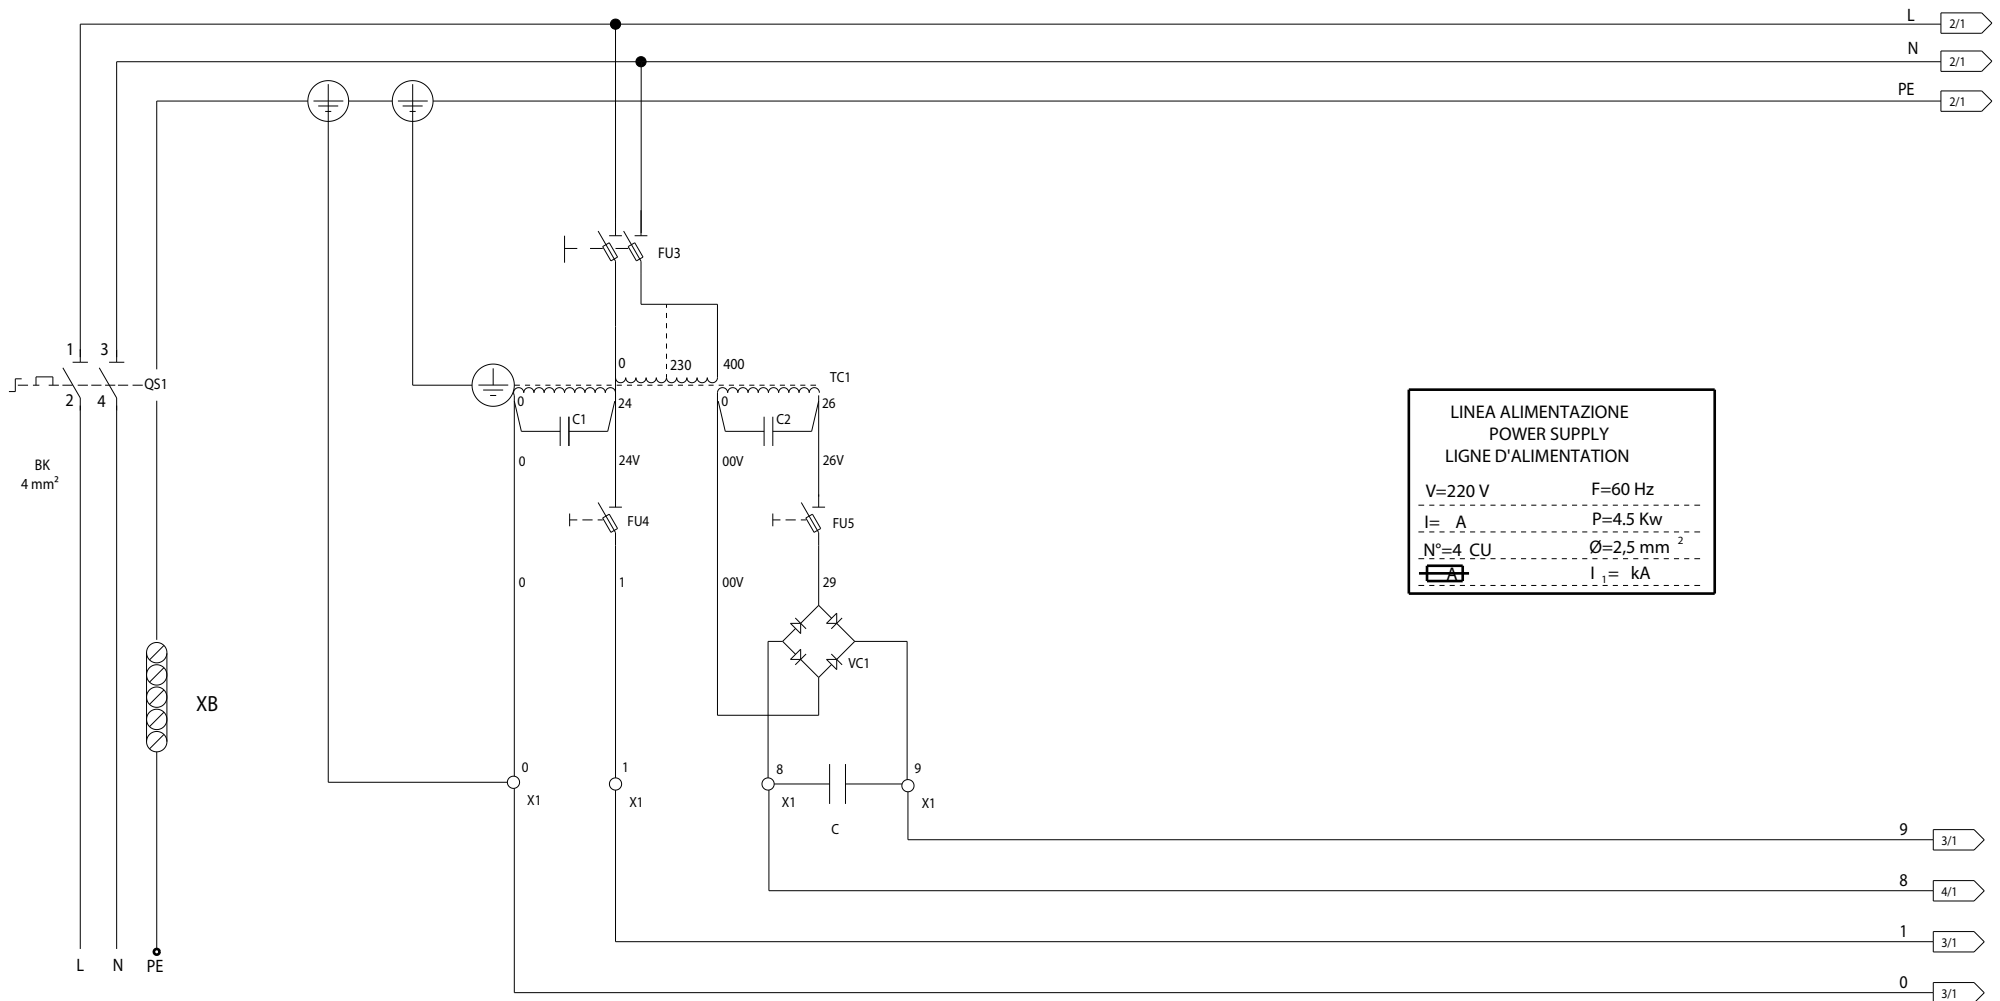 L 2/1
N 2/1
PE 2/1
FU3
0 230 400
TC1
1 3
QS1
2 4
0 24 0 26
C1 C2
BK
4 mm²
0 24V 00V 26V
FU4 FU5
0 1 00V 29
VC1
XB
0 1 8 9
X1 X1 X1 X1
C
LINEA ALIMENTAZIONE
POWER SUPPLY
LIGNE D'ALIMENTATION
V=220 V F=60 Hz
I= A P=4.5 Kw
N°=4 CU Ø=2,5 mm ²
A I ₁= kA
9 3/1
8 4/1
1 3/1
0 3/1
L N PE